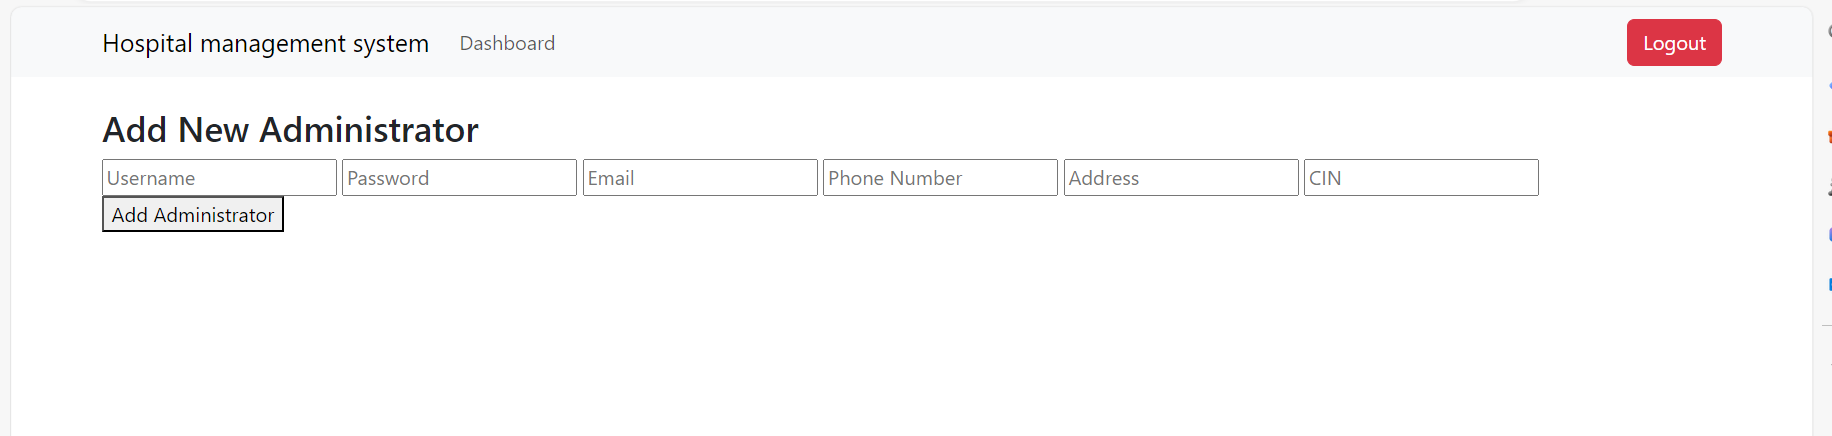 Hospital management system Dashboard Logout
Add New Administrator
Username Password Email Phone Number Address CIN
Add Administrator